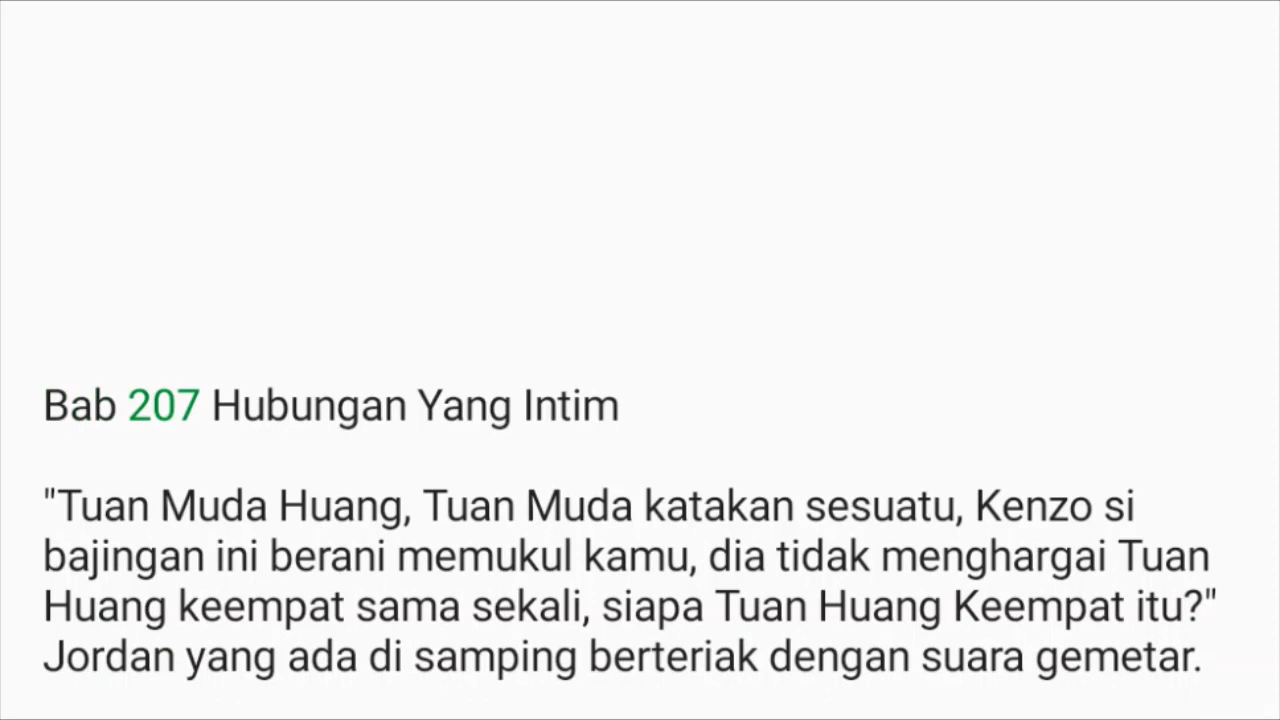 Bab 207 Hubungan Yang Intim
"Tuan Muda Huang, Tuan Muda katakan sesuatu, Kenzo si
bajingan ini berani memukul kamu, dia tidak menghargai Tuan
Huang keempat sama sekali, siapa Tuan Huang Keempat itu?"
Jordan yang ada di samping berteriak dengan suara gemetar.